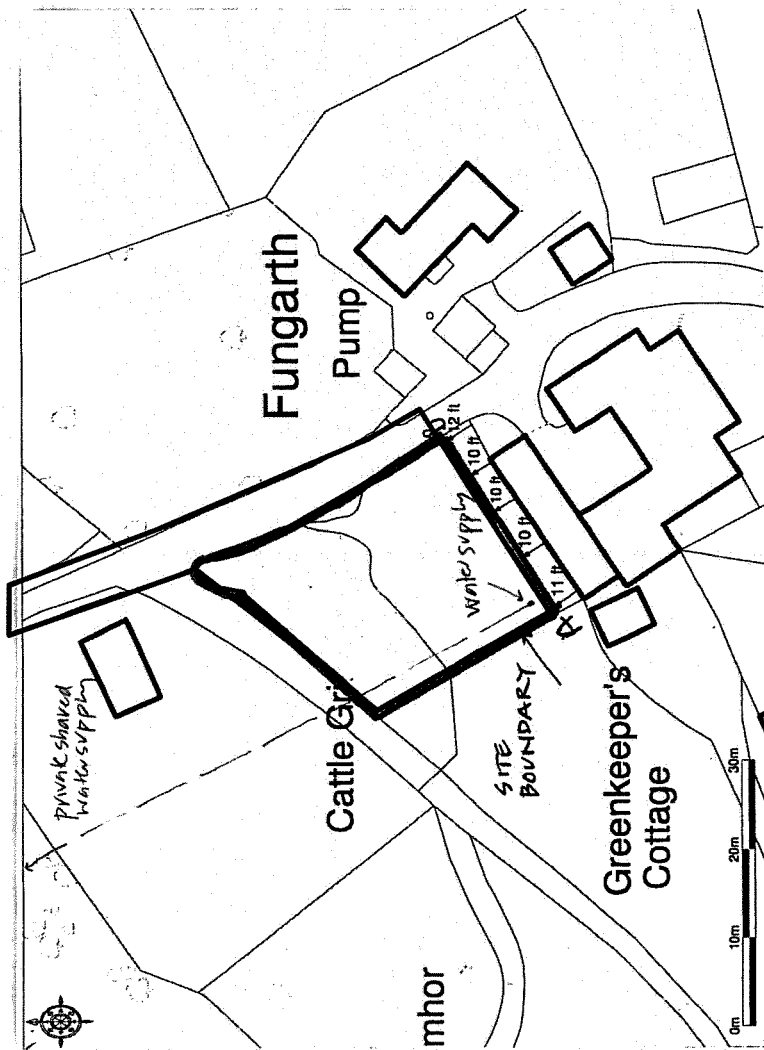 Fungarth
Pump
private shared
water supply
Cattle Gri
water supply
12 ft
10 ft
10 ft
10 ft
11 ft
A
SITE
BOUNDARY
Greenkeeper's
Cottage
mhor
0m
10m
20m
30m